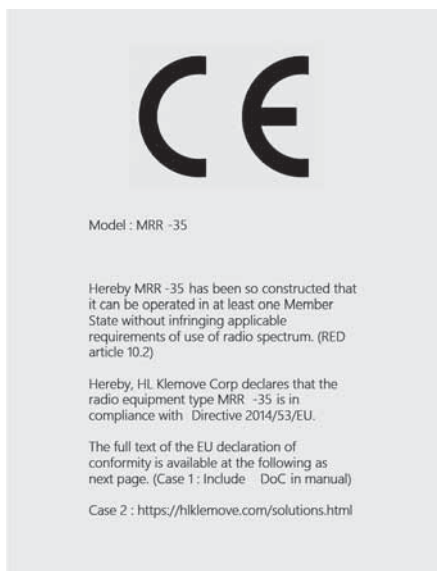 CE
Model : MRR -35
Hereby MRR -35 has been so constructed that
it can be operated in at least one Member
State without infringing applicable
requirements of use of radio spectrum. (RED
article 10.2)
Hereby, HL Klemove Corp declares that the
radio equipment type MRR -35 is in
compliance with Directive 2014/53/EU.
The full text of the EU declaration of
conformity is available at the following as
next page. (Case 1 : Include DoC in manual)
Case 2 : https://hlklemove.com/solutions.html